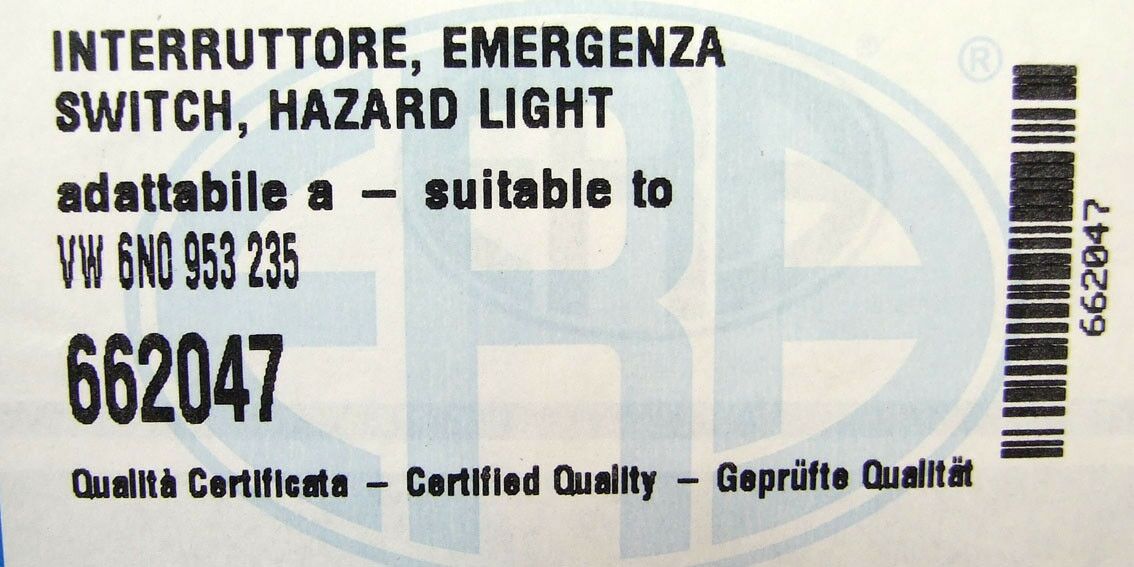 INTERRUTTORE, EMERGENZA
SWITCH, HAZARD LIGHT
adattabile a – suitable to
VW 6N0 953 235
662047
Qualità Certificata – Certified Quality – Geprüfte Qualität
ERA
®
662047